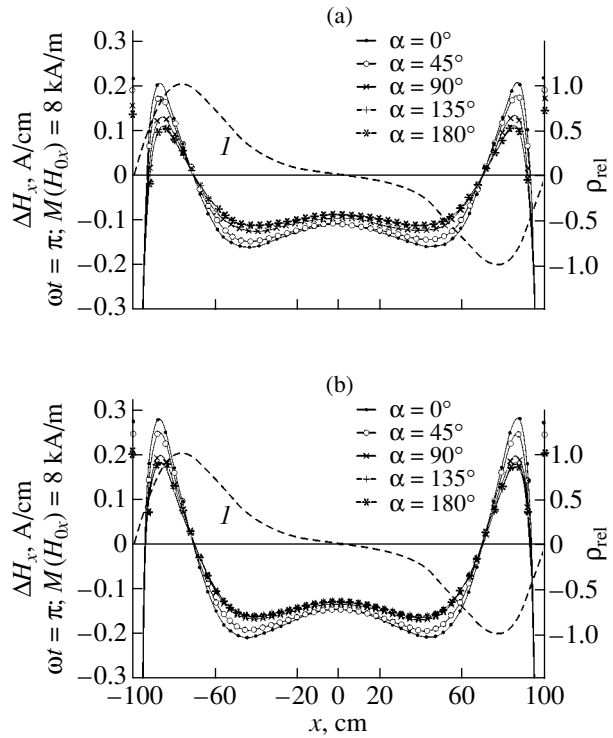 (a)
0.3
0.2
0.1
0
−0.1
−0.2
−0.3
ΔHₓ, A/cm
ωt = π; M(H₀ₓ) = 8 kA/m
α = 0°
α = 45°
α = 90°
α = 135°
α = 180°
1
1.0
0.5
0
−0.5
−1.0
ρrel
(b)
0.3
0.2
0.1
0
−0.1
−0.2
0.3
ΔHₓ, A/cm
ωt = π; M(H₀ₓ) = 8 kA/m
α = 0°
α = 45°
α = 90°
α = 135°
α = 180°
1
1.0
0.5
0
−0.5
−1.0
ρrel
−100 −60 −20 0 20 60 100
x, cm